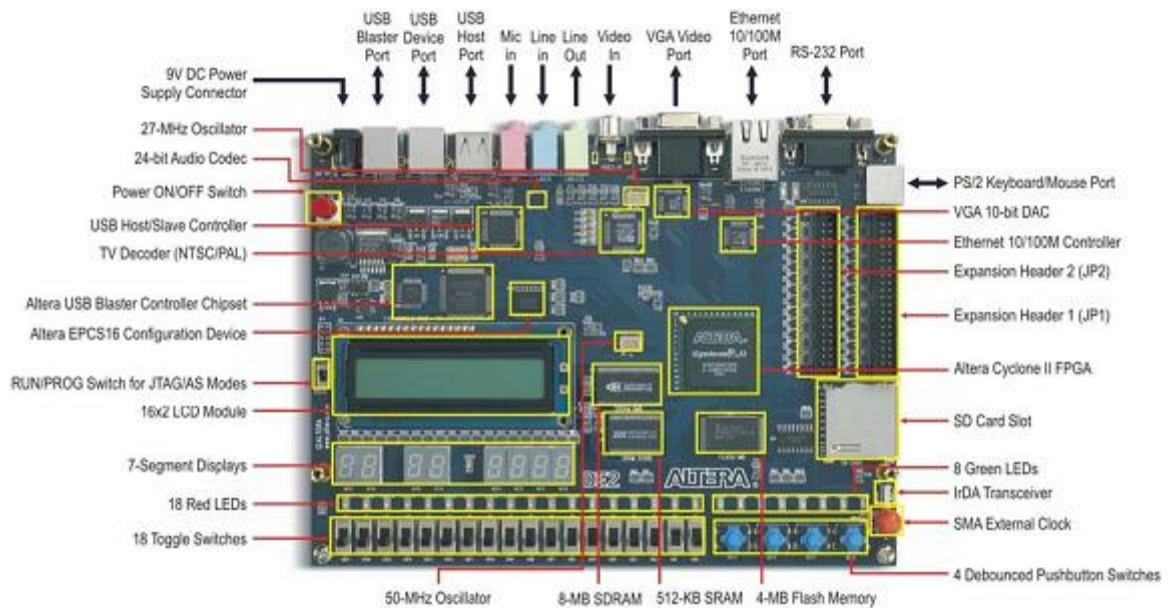 USB
Blaster
Port
USB
Device
Port
USB
Host
Port
Mic
in
Line
in
Line
Out
Video
In
VGA Video
Port
Ethernet
10/100M
Port
RS-232 Port
9V DC Power
Supply Connector
27-MHz Oscillator
24-bit Audio Codec
Power ON/OFF Switch
USB Host/Slave Controller
TV Decoder (NTSC/PAL)
Altera USB Blaster Controller Chipset
Altera EPCS16 Configuration Device
RUN/PROG Switch for JTAG/AS Modes
16x2 LCD Module
7-Segment Displays
18 Red LEDs
18 Toggle Switches
PS/2 Keyboard/Mouse Port
VGA 10-bit DAC
Ethernet 10/100M Controller
Expansion Header 2 (JP2)
Expansion Header 1 (JP1)
Altera Cyclone II FPGA
SD Card Slot
8 Green LEDs
IrDA Transceiver
SMA External Clock
4 Debounced Pushbutton Switches
50-MHz Oscillator
8-MB SDRAM
512-KB SRAM
4-MB Flash Memory
ALTERA
Cyclone II
DE2
ALTERA